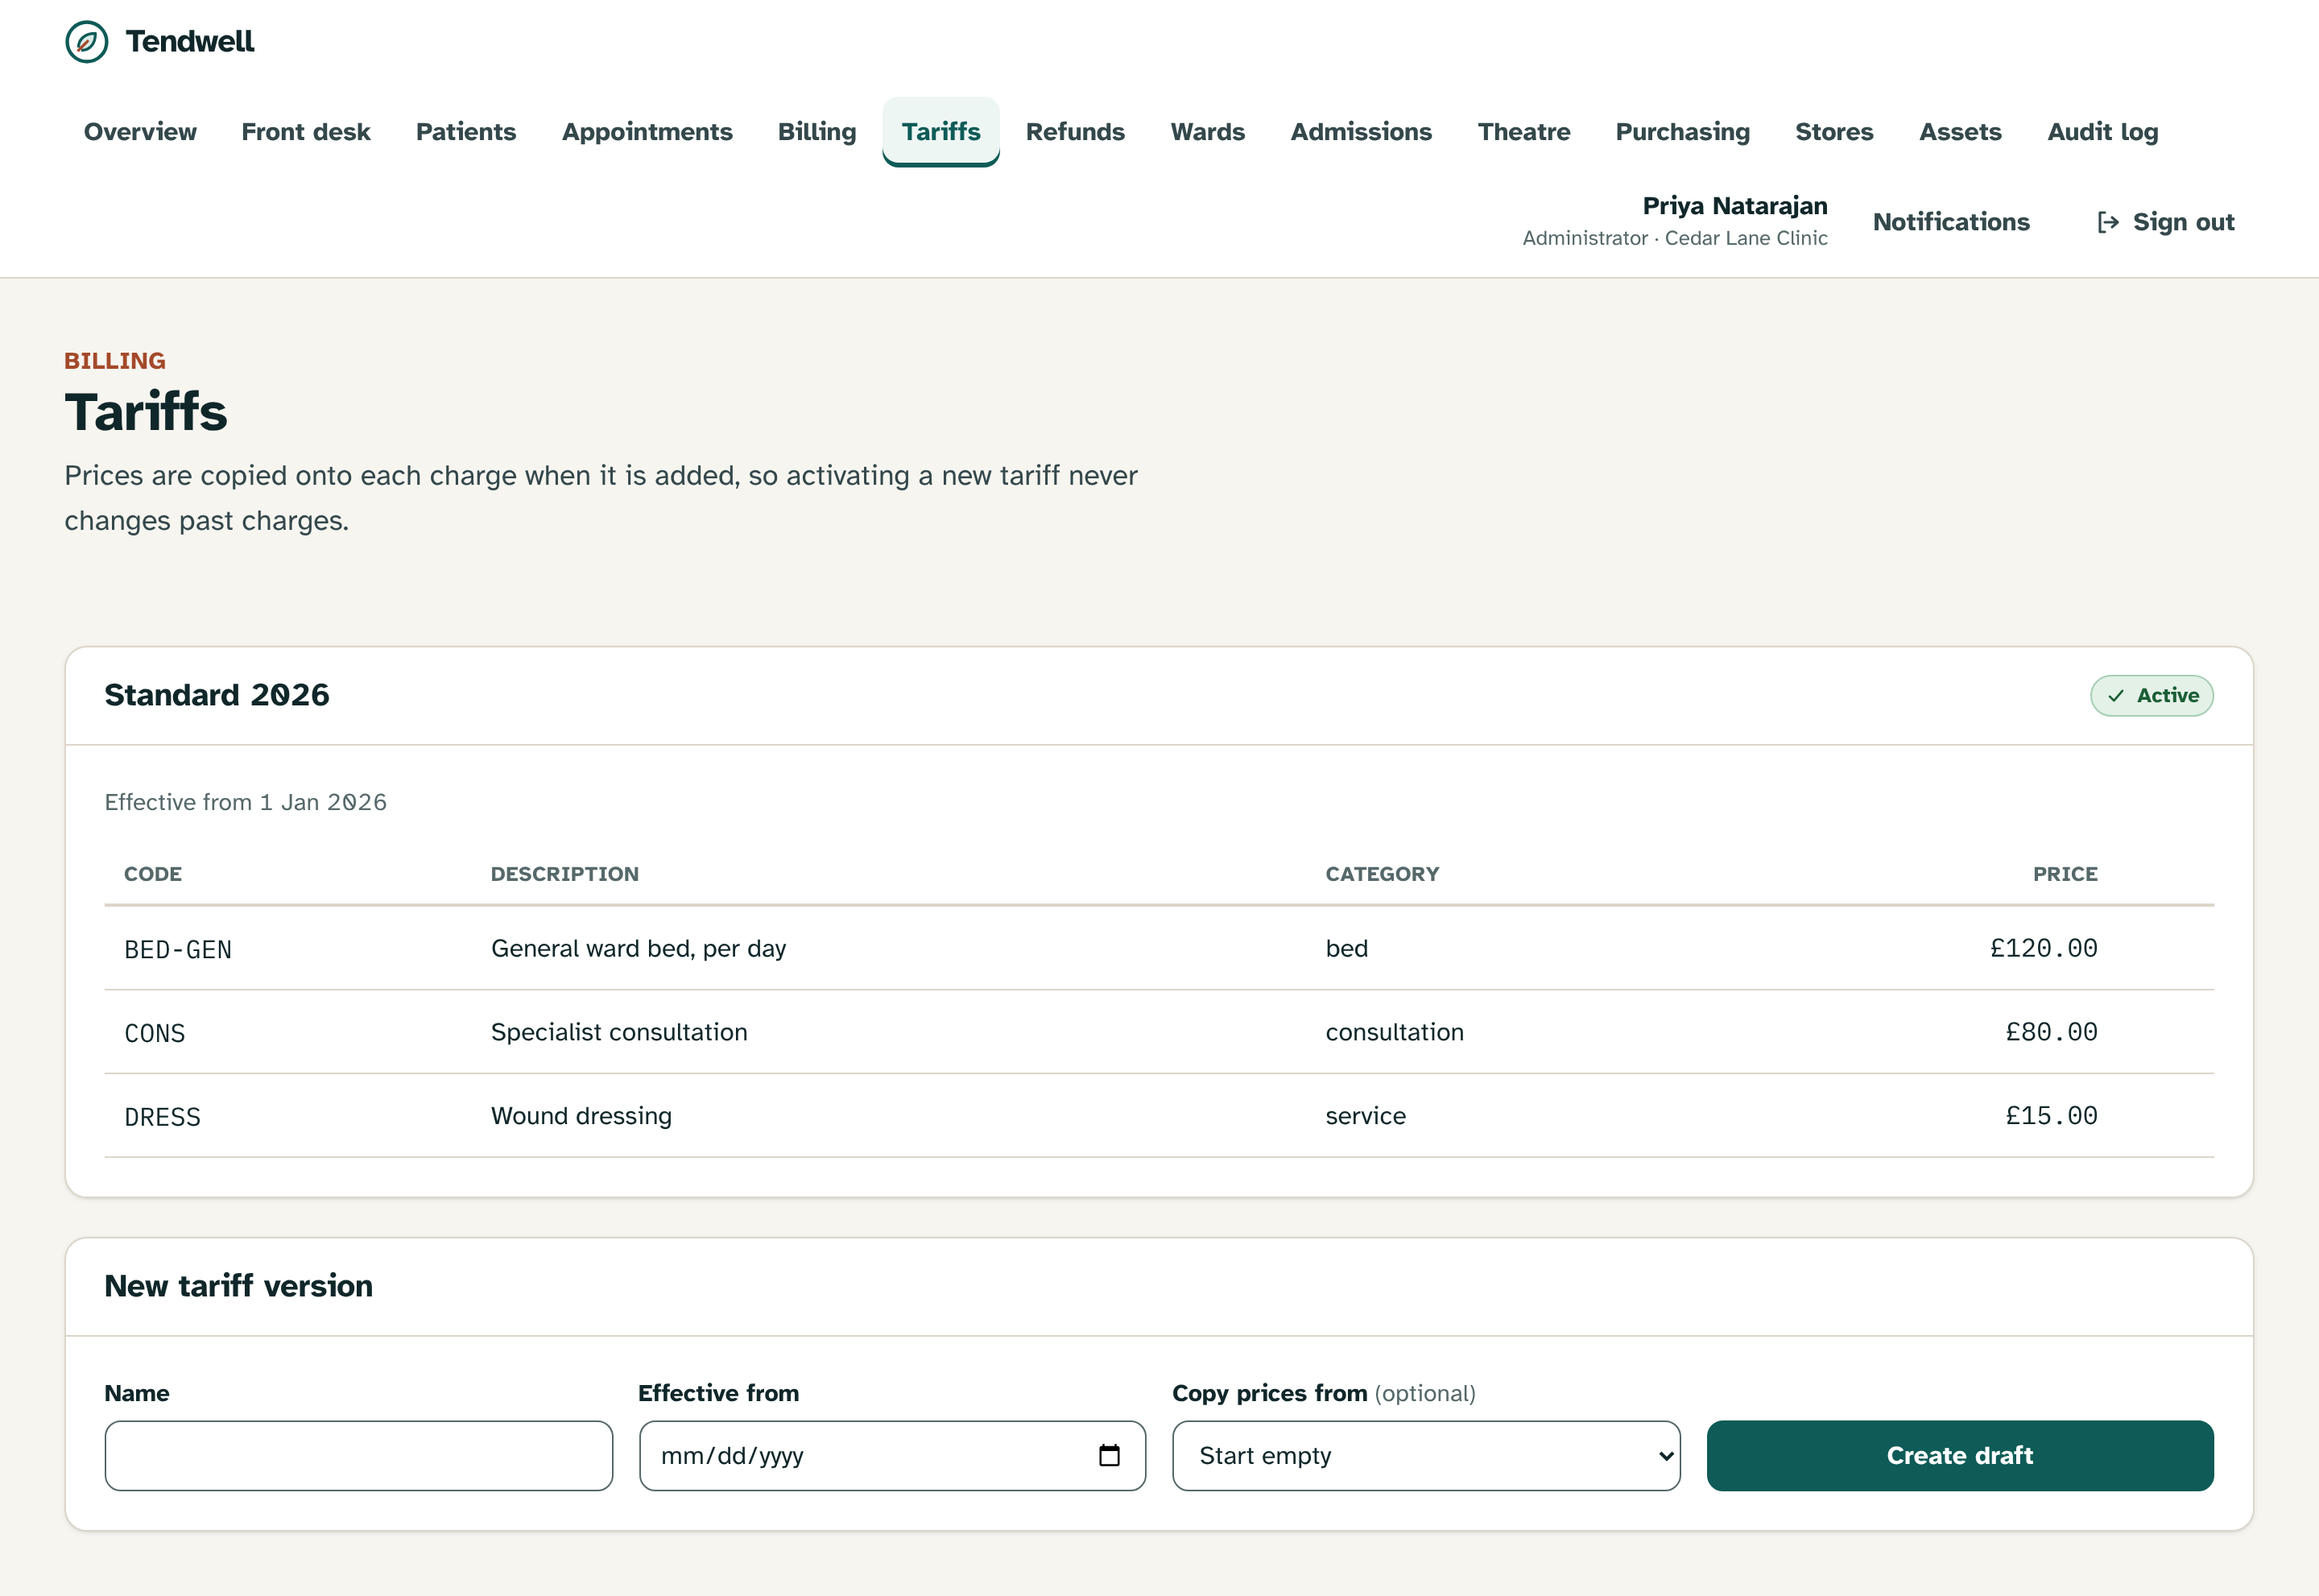 Tendwell
Overview Front desk Patients Appointments Billing Tariffs Refunds Wards Admissions Theatre Purchasing Stores Assets Audit log
Priya Natarajan
Administrator · Cedar Lane Clinic
Notifications
Sign out
BILLING
Tariffs
Prices are copied onto each charge when it is added, so activating a new tariff never
changes past charges.
Standard 2026
Active
Effective from 1 Jan 2026
CODE DESCRIPTION CATEGORY PRICE
BED-GEN General ward bed, per day bed £120.00
CONS Specialist consultation consultation £80.00
DRESS Wound dressing service £15.00
New tariff version
Name Effective from Copy prices from (optional)
mm/dd/yyyy Start empty Create draft